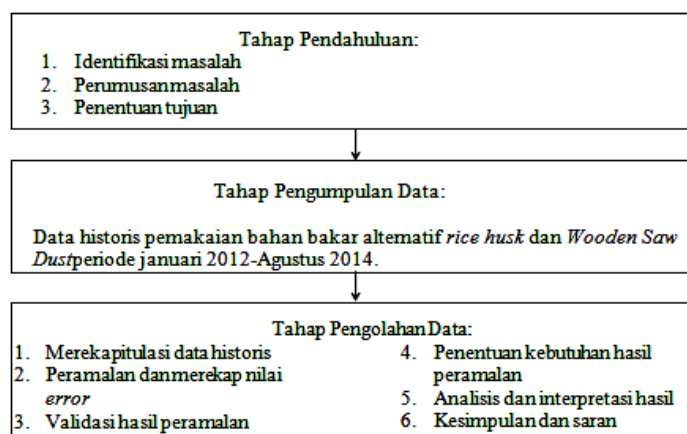 Tahap Pendahuluan:
1. Identifikasi masalah
2. Perumusan masalah
3. Penentuan tujuan
Tahap Pengumpulan Data:
Data historis pemakaian bahan bakar alternatif rice husk dan Wooden Saw
Dustperiode januari 2012-Agustus 2014.
Tahap Pengolahan Data:
1. Merekapitulasi data historis
2. Peramalan danmerekap nilai
error
3. Validasi hasil peramalan
4. Penentuan kebutuhan hasil
peramalan
5. Analisis dan interpretasi hasil
6. Kesimpulan dan saran